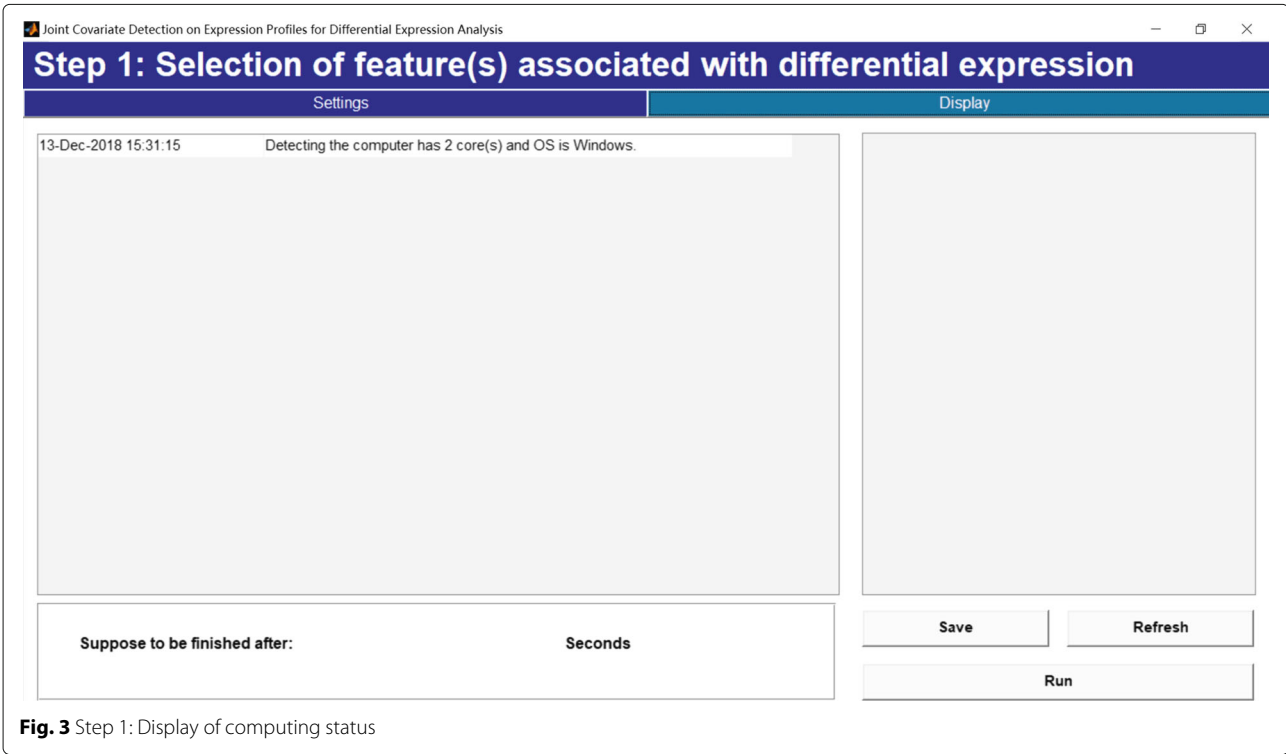 Joint Covariate Detection on Expression Profiles for Differential Expression Analysis
Step 1: Selection of feature(s) associated with differential expression
Settings
Display
13-Dec-2018 15:31:15 Detecting the computer has 2 core(s) and OS is Windows.
Suppose to be finished after: Seconds
Save
Refresh
Run
Fig. 3 Step 1: Display of computing status